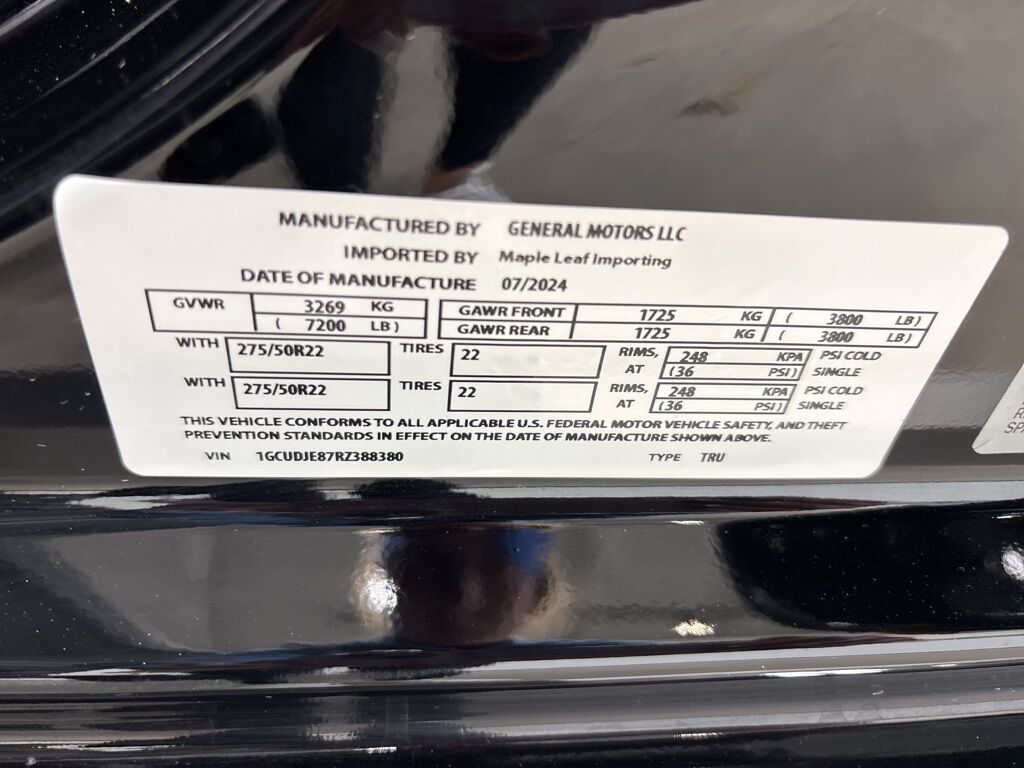 MANUFACTURED BY GENERAL MOTORS LLC
IMPORTED BY Maple Leaf Importing
DATE OF MANUFACTURE 07/2024
GVWR 3269 KG GAWR FRONT 1725 KG ( 3800 LB)
( 7200 LB) GAWR REAR 1725 KG ( 3800 LB)
WITH 275/50R22 TIRES 22 RIMS, 248 KPA PSI COLD
AT (36 PSI) SINGLE
WITH 275/50R22 TIRES 22 RIMS, 248 KPA PSI COLD
AT (36 PSI) SINGLE
THIS VEHICLE CONFORMS TO ALL APPLICABLE U.S. FEDERAL MOTOR VEHICLE SAFETY, AND THEFT
PREVENTION STANDARDS IN EFFECT ON THE DATE OF MANUFACTURE SHOWN ABOVE.
VIN 1GCUDJE87RZ388380 TYPE TRU